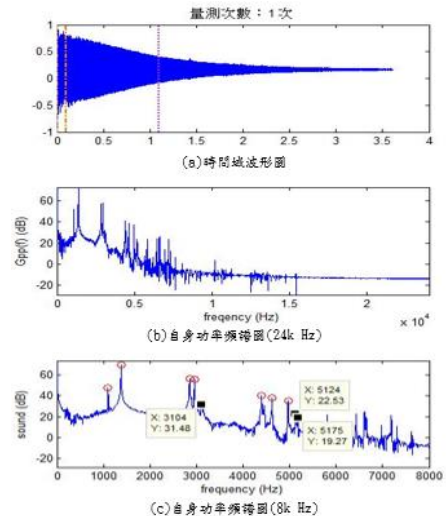 量測次數：1次
1
0.5
0
-0.5
-1
0 0.5 1 1.5 2 2.5 3 3.5 4
(a)時間域波形圖
60
40
20
0
-20
Gpp(f) (dB)
0 0.5 1 1.5 2
freqency (Hz)
x 10^4
(b)自身功率頻譜圖(24k Hz)
60
40
20
0
-20
sound (dB)
X: 3104
Y: 31.48
X: 5124
Y: 22.53
X: 5175
Y: 19.27
0 1000 2000 3000 4000 5000 6000 7000 8000
frequency (Hz)
(c)自身功率頻譜圖(8k Hz)